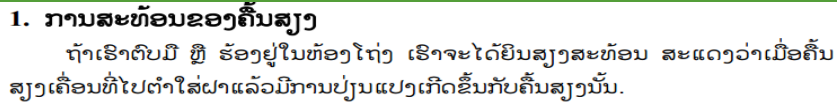 1. ການສະທ້ອນຂອງຄື້ນສຽງ
ຖ້າເຮົາຕົບມື ຫຼື ຮ້ອງຢູ່ໃນຫ້ອງໂຖ່ງ ເຮົາຈະໄດ້ຍິນສຽງສະທ້ອນ ສະແດງວ່າເມື່ອຄື້ນ
ສຽງເຄື່ອນທີ່ໄປຕຳໃສ່ຝາແລ້ວມີການປ່ຽນແປງເກີດຂຶ້ນກັບຄື້ນສຽງນັ້ນ.